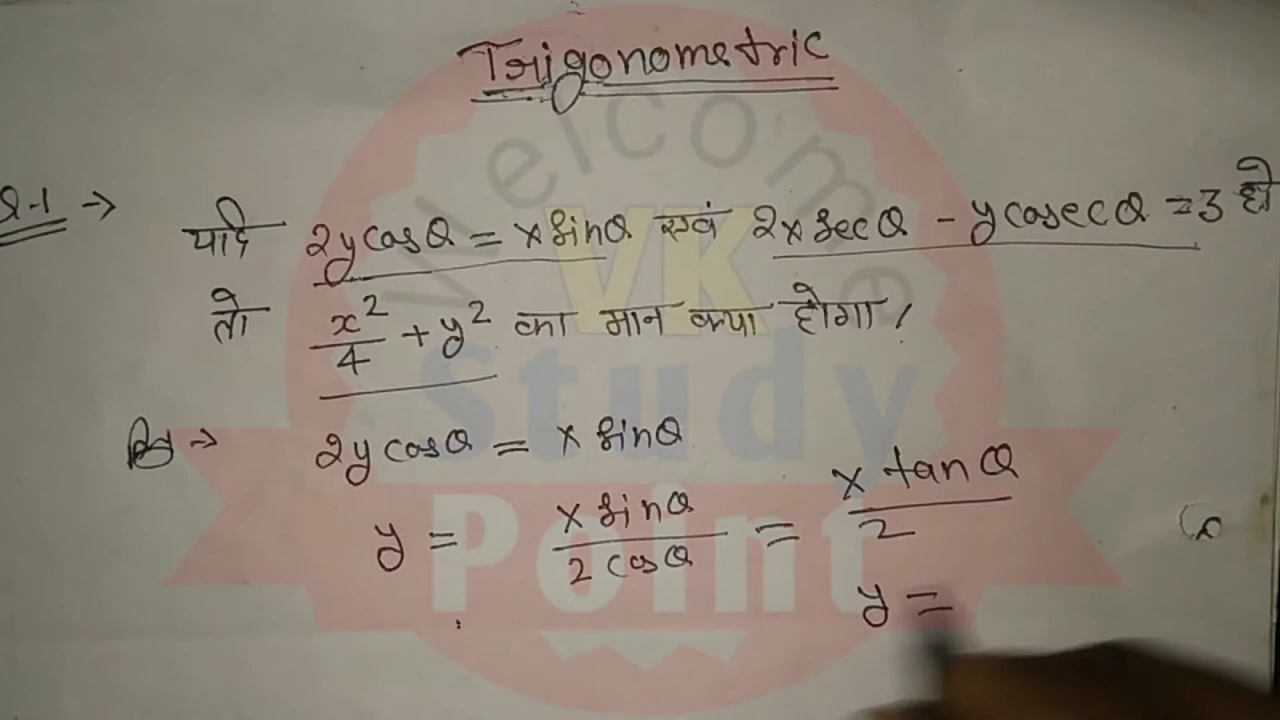 Trigonometric
Q-1 → यदि 2y cosθ = x sinθ एवं 2x secθ - y cosecθ = 3 हो
तो x²/4 + y² का मान क्या होगा /
2y cosθ = x sinθ
y = x sinθ / 2 cosθ = x tanθ / 2
y =
Welcome
VK
Study
Point